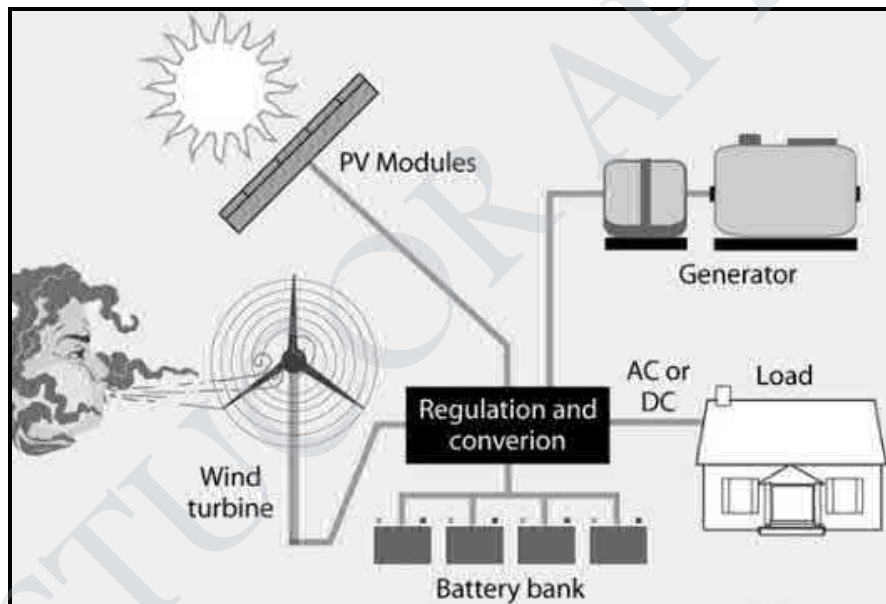 PV Modules
Generator
AC or
DC
Load
Regulation and
converion
Wind
turbine
Battery bank